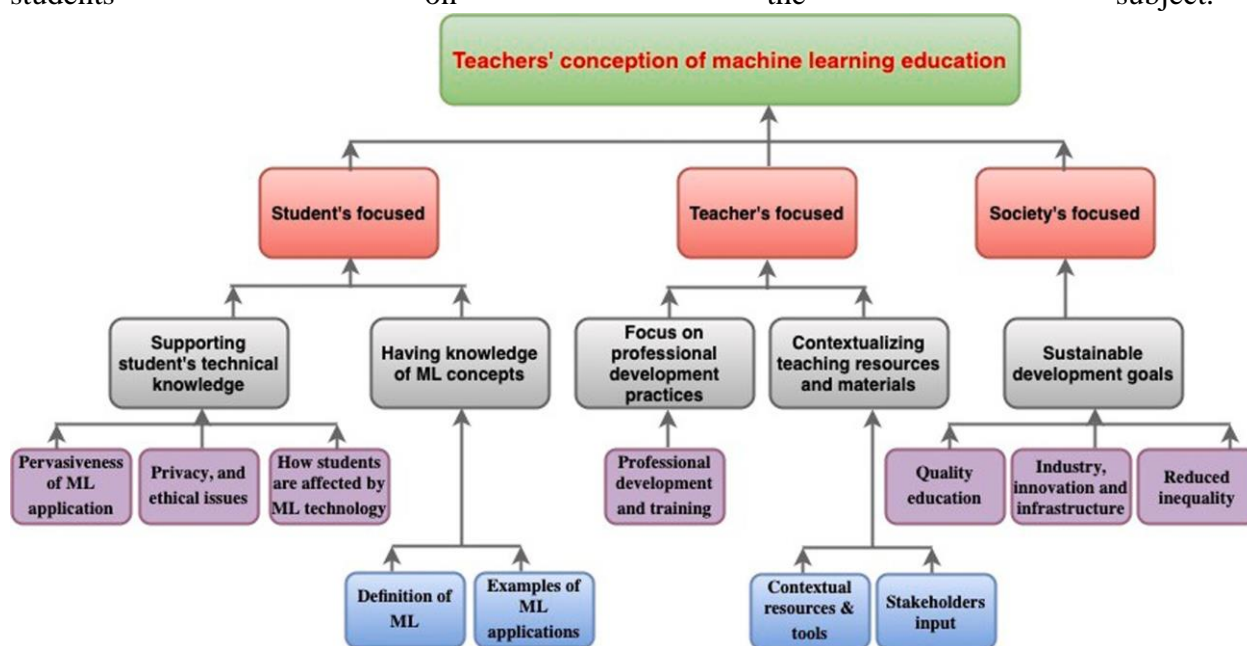 students on the subject.
Teachers' conception of machine learning education
Student's focused
Teacher's focused
Society's focused
Supporting
student's technical
knowledge
Having knowledge
of ML concepts
Focus on
professional
development
practices
Contextualizing
teaching resources
and materials
Sustainable
development goals
Pervasiveness
of ML
application
Privacy, and
ethical issues
How students
are affected by
ML technology
Professional
development
and training
Quality
education
Industry,
innovation and
infrastructure
Reduced
inequality
Definition of
ML
Examples of
ML
applications
Contextual
resources &
tools
Stakeholders
input